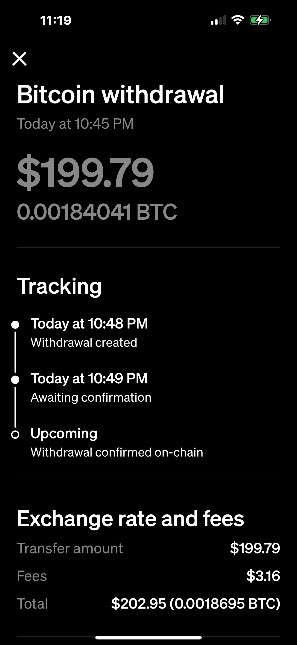 11:19
Bitcoin withdrawal
Today at 10:45 PM
$199.79
0.00184041 BTC
Tracking
Today at 10:48 PM
Withdrawal created
Today at 10:49 PM
Awaiting confirmation
Upcoming
Withdrawal confirmed on-chain
Exchange rate and fees
Transfer amount $199.79
Fees $3.16
Total $202.95 (0.0018695 BTC)